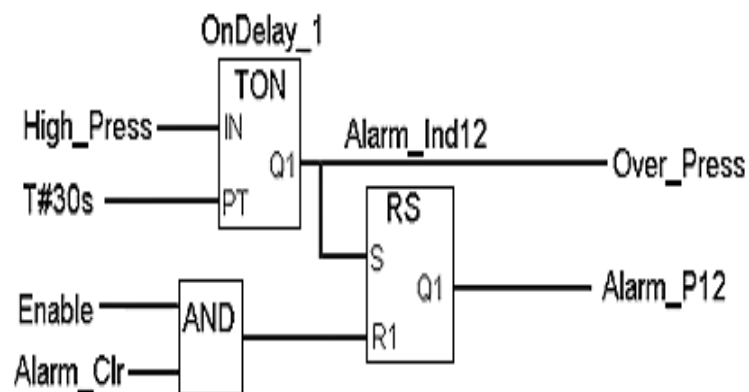 OnDelay_1
TON
High_Press
IN
Alarm_Ind12
Q1
Over_Press
T#30s
PT
RS
S
Enable
AND
Q1
Alarm_P12
R1
Alarm_Clr